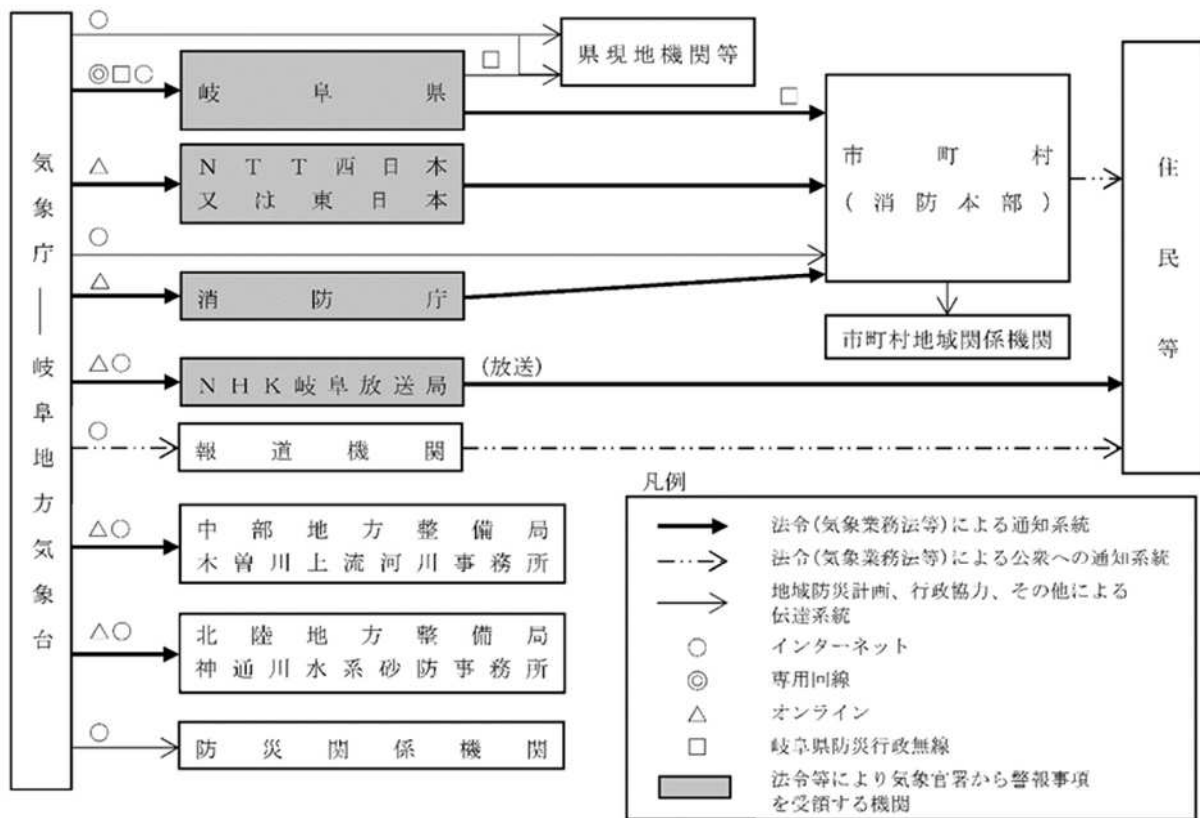 気象庁――岐阜地方気象台
○
◎□○
岐阜県
□
県現地機関等
□
△
NTT西日本
又は東日本
市町村
(消防本部)
住民等
○
△
消防庁
市町村地域関係機関
△○
NHK岐阜放送局
(放送)
○
報道機関
△○
中部地方整備局
木曽川上流河川事務所
△○
北陸地方整備局
神通川水系砂防事務所
○
防災関係機関
凡例
法令(気象業務法等)による通知系統
法令(気象業務法等)による公衆への通知系統
地域防災計画、行政協力、その他による
伝達系統
○ インターネット
◎ 専用回線
△ オンライン
□ 岐阜県防災行政無線
法令等により気象官署から警報事項
を受領する機関